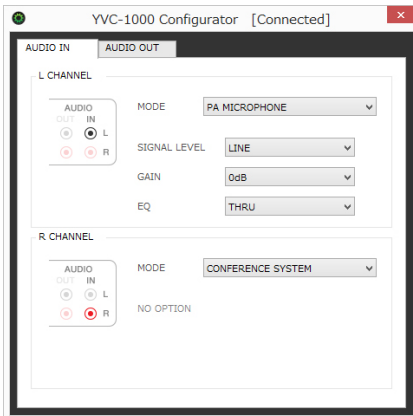 YVC-1000 Configurator [Connected]
AUDIO IN AUDIO OUT
L CHANNEL
AUDIO
OUT IN
L
R
MODE PA MICROPHONE
SIGNAL LEVEL LINE
GAIN 0dB
EQ THRU
R CHANNEL
AUDIO
OUT IN
L
R
MODE CONFERENCE SYSTEM
NO OPTION